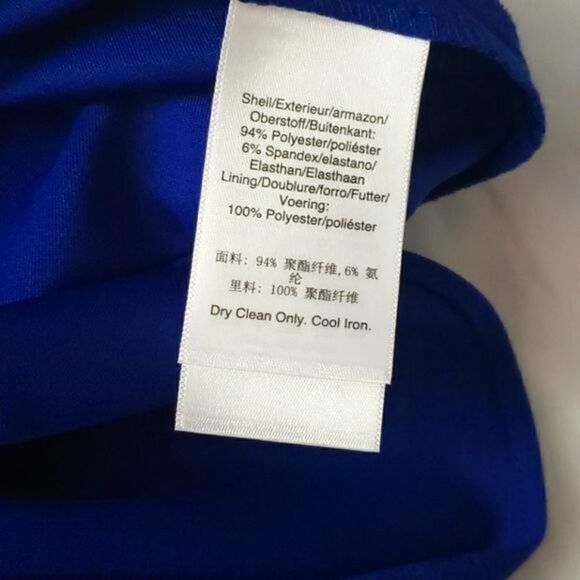 Shell/Exterieur/armazon/
Oberstoff/Buitenkant:
94% Polyester/poliéster
6% Spandex/elastano/
Elasthan/Elasthaan
Lining/Doublure/forro/Futter/
Voering:
100% Polyester/poliéster
面料: 94% 聚酯纤维,6% 氨
纶
里料: 100% 聚酯纤维
Dry Clean Only. Cool Iron.